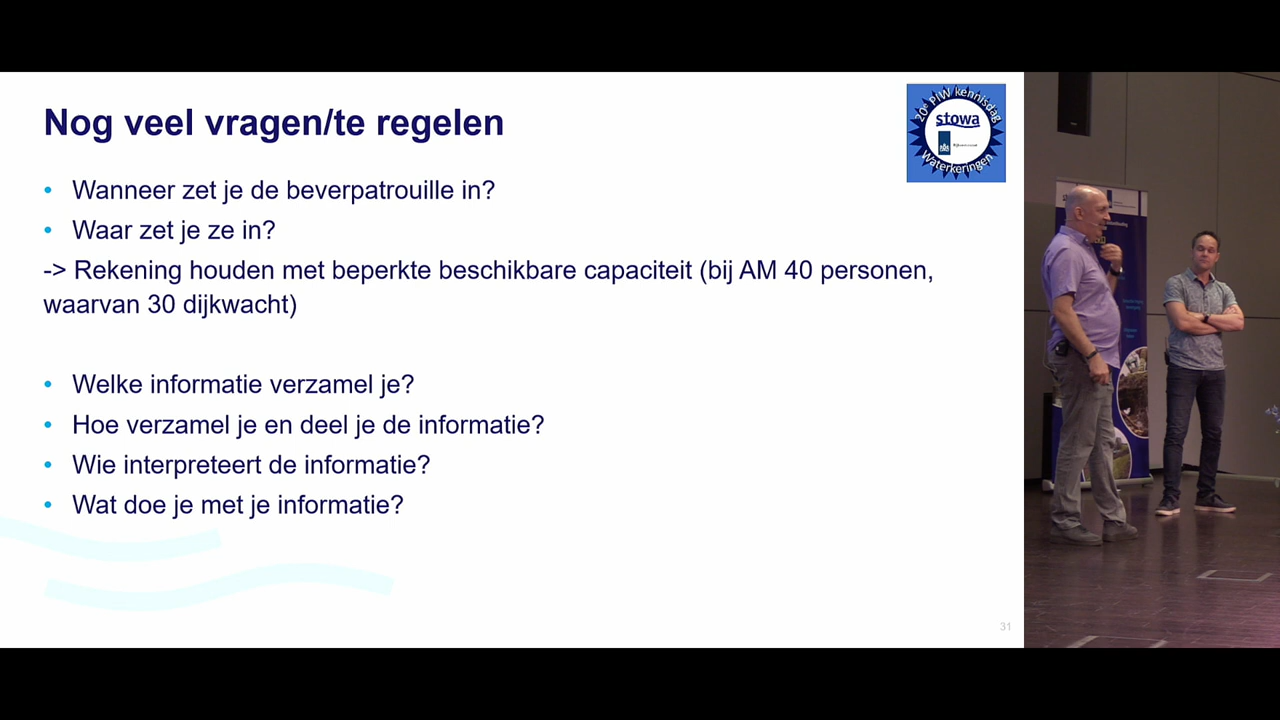 Nog veel vragen/te regelen
20e PIW kennisdag
stowa
Waterkeringen
• Wanneer zet je de beverpatrouille in?
• Waar zet je ze in?
-> Rekening houden met beperkte beschikbare capaciteit (bij AM 40 personen,
waarvan 30 dijkwacht)
• Welke informatie verzamel je?
• Hoe verzamel je en deel je de informatie?
• Wie interpreteert de informatie?
• Wat doe je met je informatie?
31